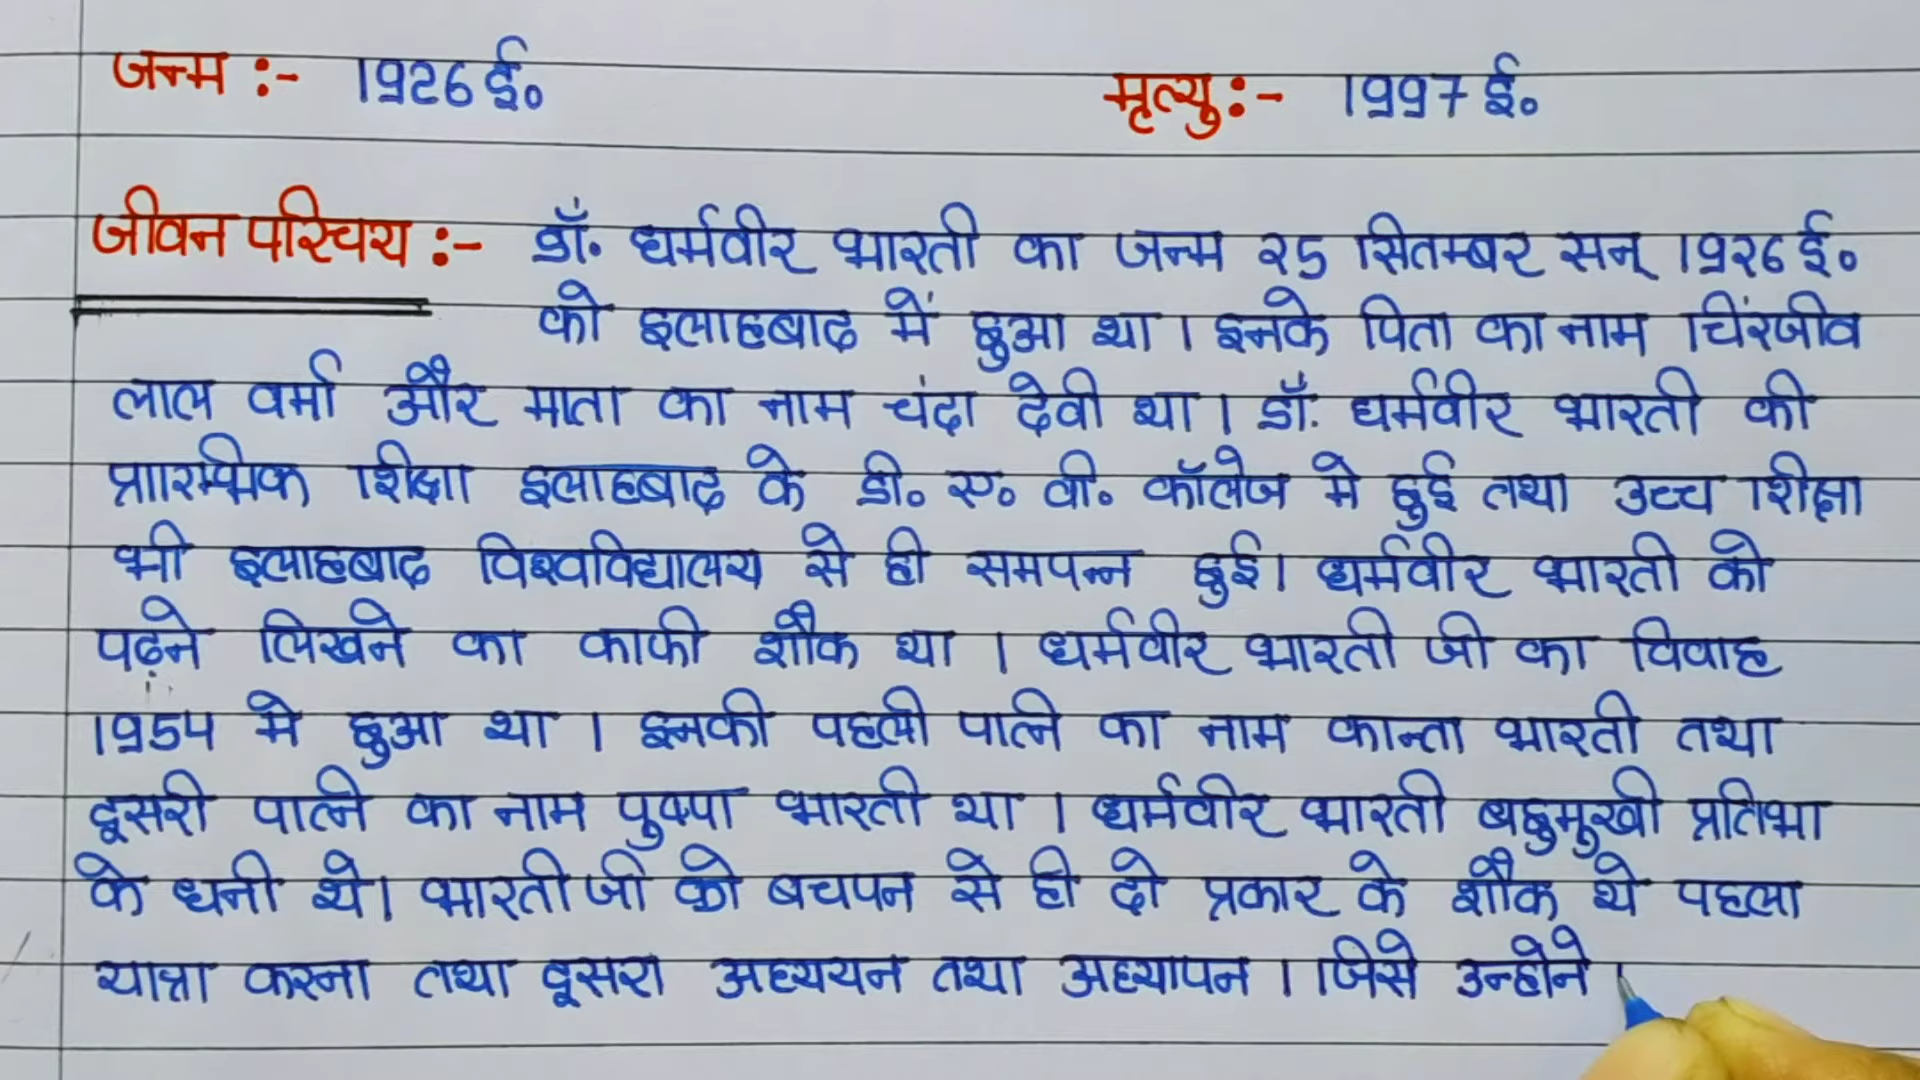 जन्म :- 1926 ई० मृत्यु :- 1997 ई०
जीवन परिचय :- डॉ. धर्मवीर भारती का जन्म 25 सितम्बर सन् 1926 ई०
को इलाहबाद में हुआ था । इनके पिता का नाम चिंरजीव
लाल वर्मा और माता का नाम चंदा देवी था । डॉ. धर्मवीर भारती की
प्राारम्भिक शिक्षा इलाहबाद के डी० ए० वी० कॉलेज मे हुई तथा उच्च शिक्षा
भी इलाहबाद विश्वविद्यालय से ही समपन्न हुई। धर्मवीर भारती को
पढ़ने लिखने का काफी शौक था । धर्मवीर भारती जी का विवाह
1954 मे हुआ था । इनकी पहली पत्नि का नाम कान्ता भारती तथा
दूसरी पत्नि का नाम पुष्पा भारती था । धर्मवीर भारती बहुमुखी प्रतिभा
के धनी थे। भारती जी को बचपन से ही दो प्रकार के शौक थे पहला
यात्रा करना तथा दूसरा अध्ययन तथा अध्यापन । जिसे उन्होने